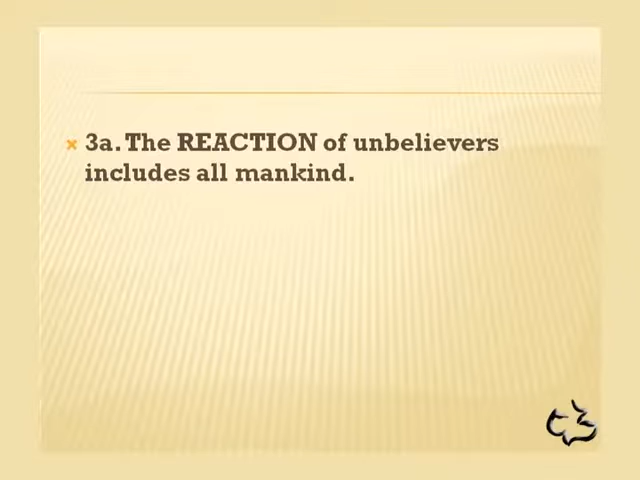 3a. The REACTION of unbelievers
includes all mankind.